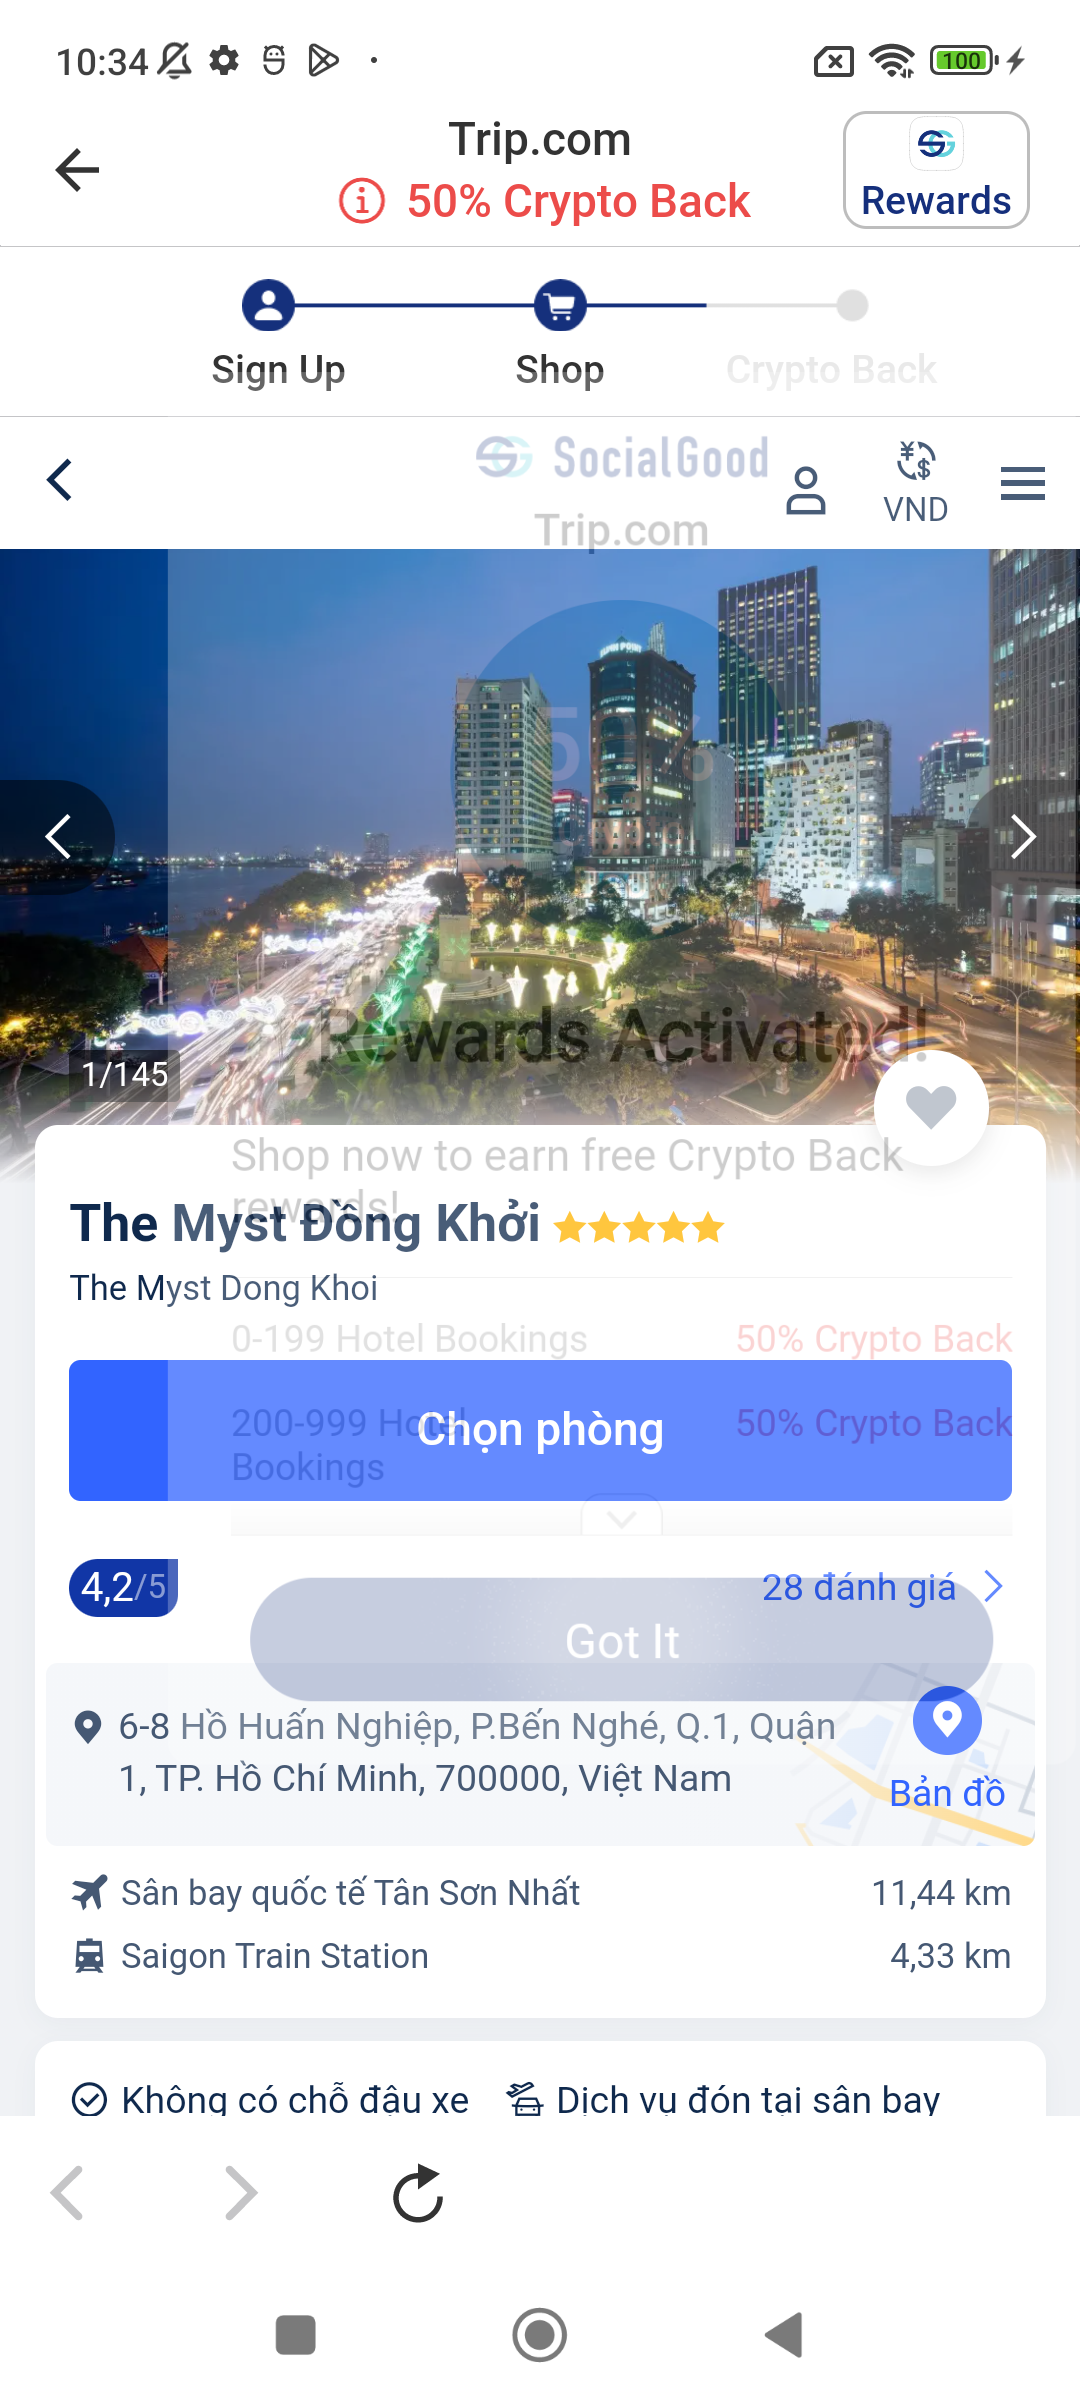 10:34
100
Trip.com
50% Crypto Back
Rewards
Sign Up
Shop
Crypto Back
SocialGood
Trip.com
VND
50%
Rewards Activated!
1/145
Shop now to earn free Crypto Back
rewards!
The Myst Đồng Khởi
The Myst Dong Khoi
0-199 Hotel Bookings
50% Crypto Back
200-999 Hotel
Bookings
50% Crypto Back
Chọn phòng
4,2/5
28 đánh giá
Got It
6-8 Hồ Huấn Nghiệp, P.Bến Nghé, Q.1, Quận
1, TP. Hồ Chí Minh, 700000, Việt Nam
Bản đồ
Sân bay quốc tế Tân Sơn Nhất
11,44 km
Saigon Train Station
4,33 km
Không có chỗ đậu xe
Dịch vụ đón tại sân bay